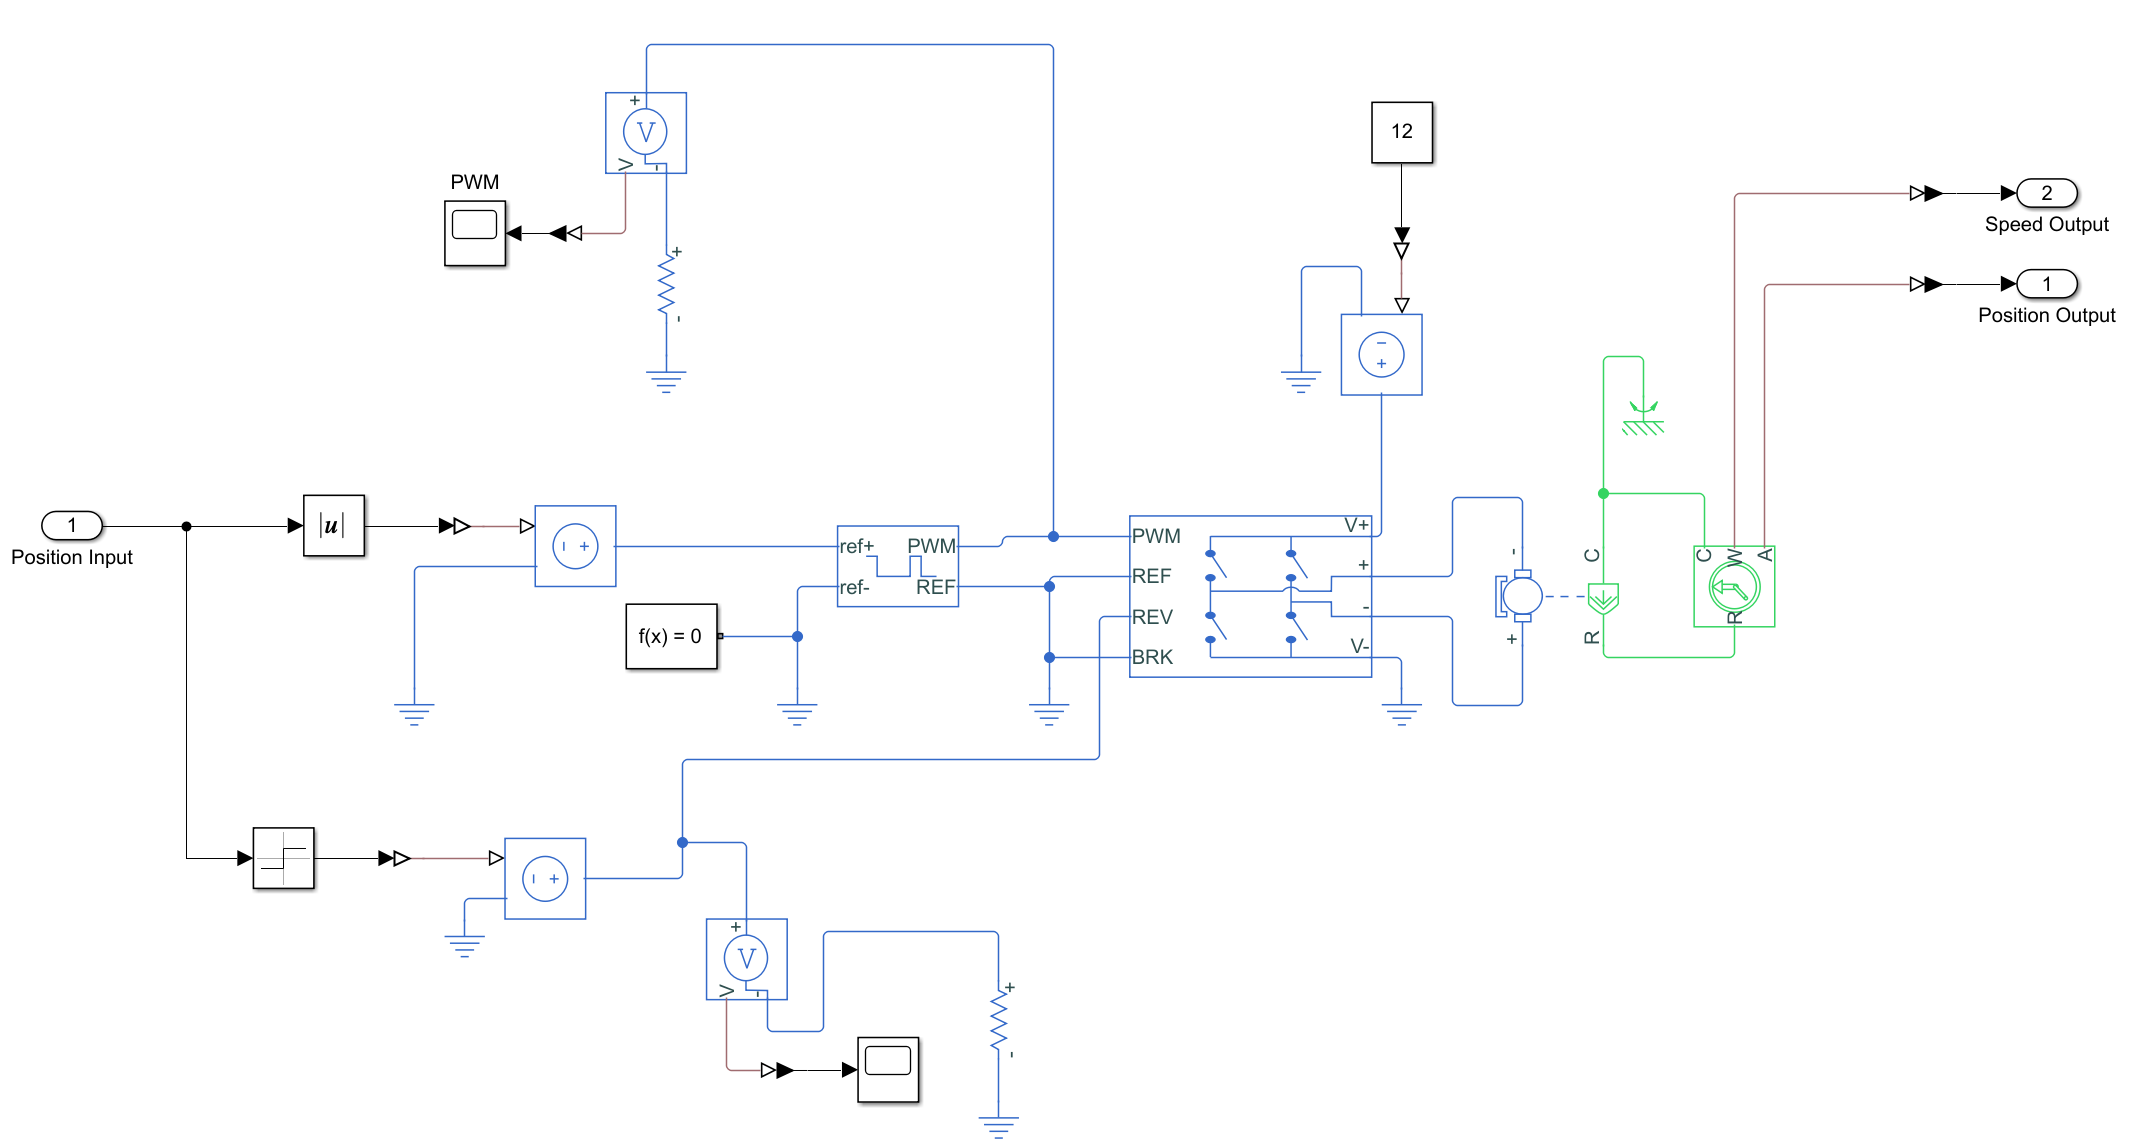 +
V
V
-
PWM
+
-
12
2
Speed Output
1
Position Output
-
+
1
Position Input
|u|
- +
ref+ PWM
ref- REF
f(x) = 0
PWM
REF
REV
BRK
V+
+
-
V-
-
+
C
R
C
W
A
R
- +
+
V
V
-
+
-